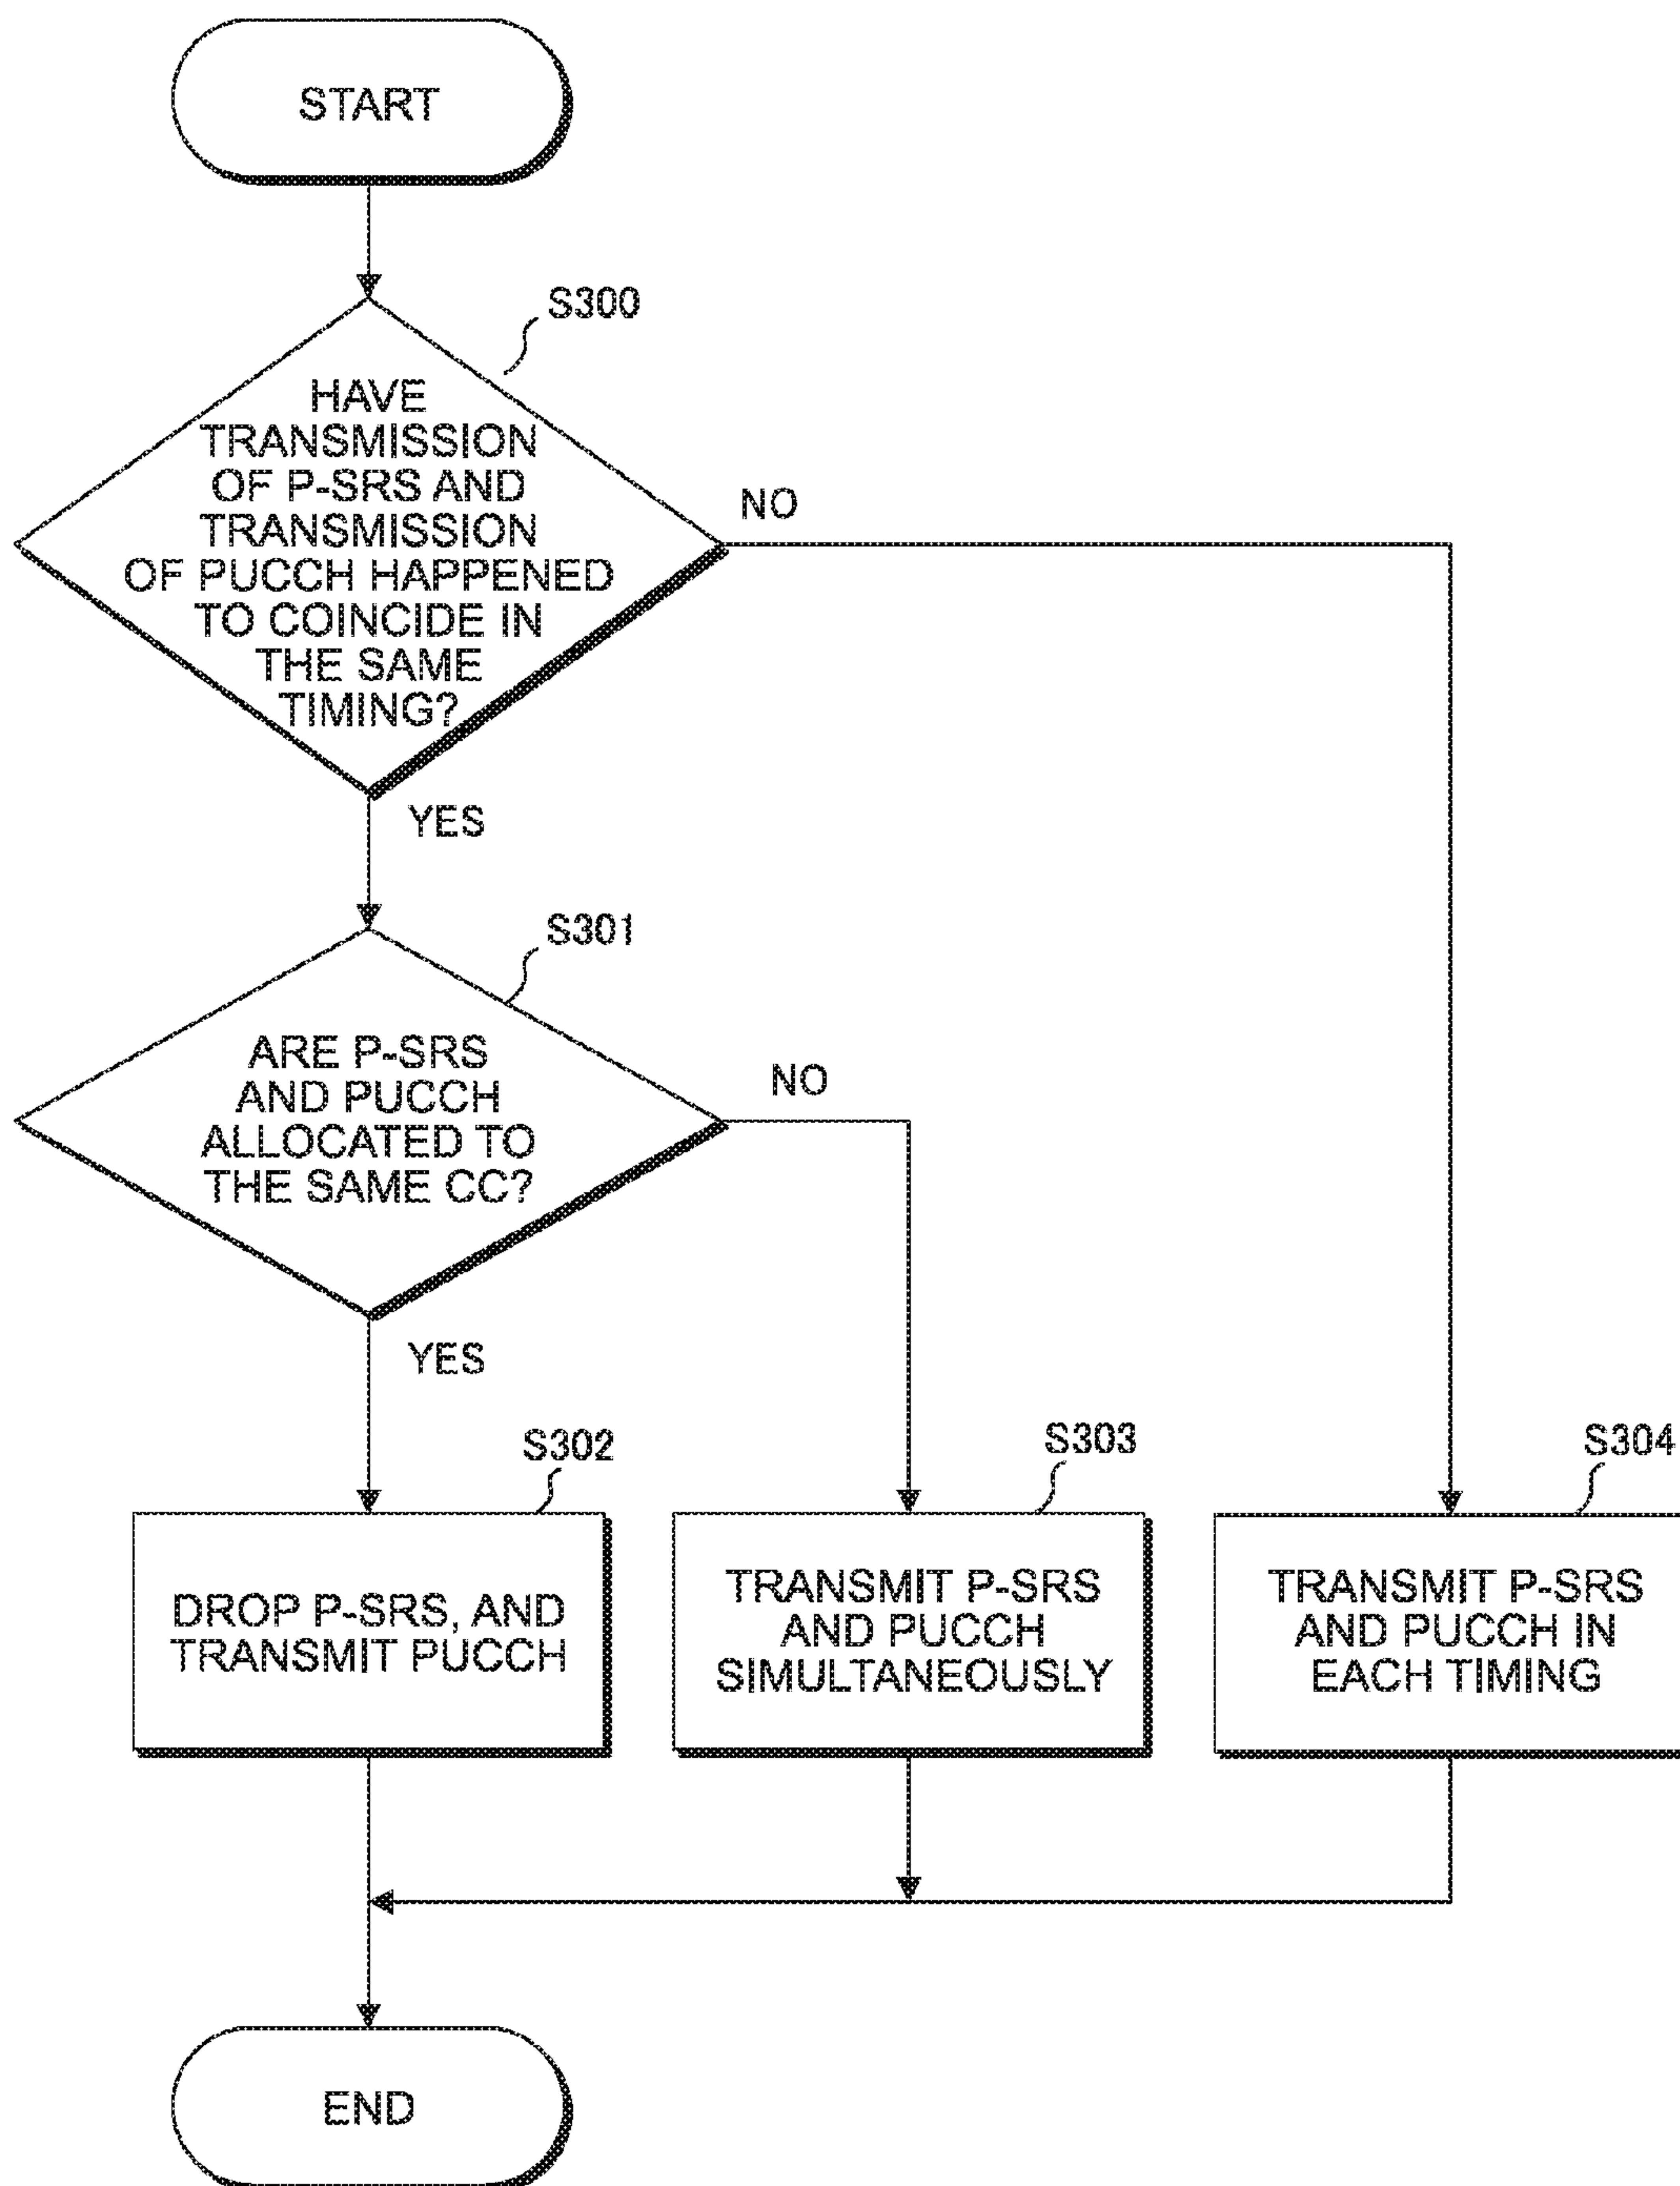 START
S300
HAVE
TRANSMISSION
OF P-SRS AND
TRANSMISSION
OF PUCCH HAPPENED
TO COINCIDE IN
THE SAME
TIMING?
NO
YES
S301
ARE P-SRS
AND PUCCH
ALLOCATED TO
THE SAME CC?
NO
YES
S302
DROP P-SRS, AND
TRANSMIT PUCCH
S303
TRANSMIT P-SRS
AND PUCCH
SIMULTANEOUSLY
S304
TRANSMIT P-SRS
AND PUCCH IN
EACH TIMING
END